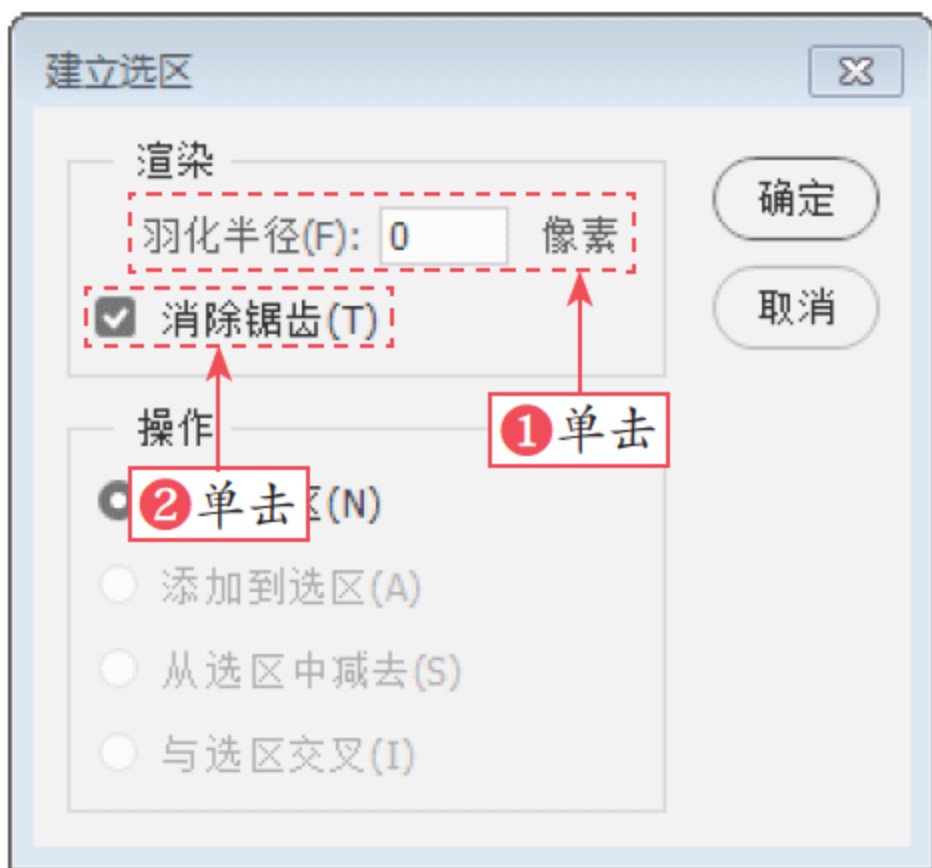 建立选区
渲染
羽化半径(F): 0 像素
消除锯齿(T)
确定
取消
❶单击
操作
❷单击 区(N)
添加到选区(A)
从选区中减去(S)
与选区交叉(I)